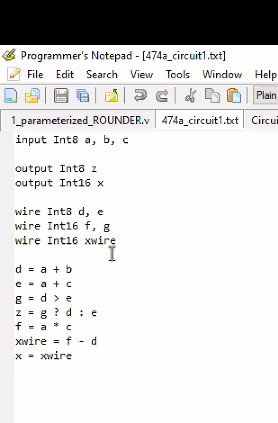 Programmer's Notepad - [474a_circuit1.txt]
File Edit Search View Tools Window Help
Plain
1_parameterized_ROUNDER.v 474a_circuit1.txt Circui
input Int8 a, b, c
output Int8 z
output Int16 x
wire Int8 d, e
wire Int16 f, g
wire Int16 xwire
d = a + b
e = a + c
g = d > e
z = g ? d : e
f = a * c
xwire = f - d
x = xwire